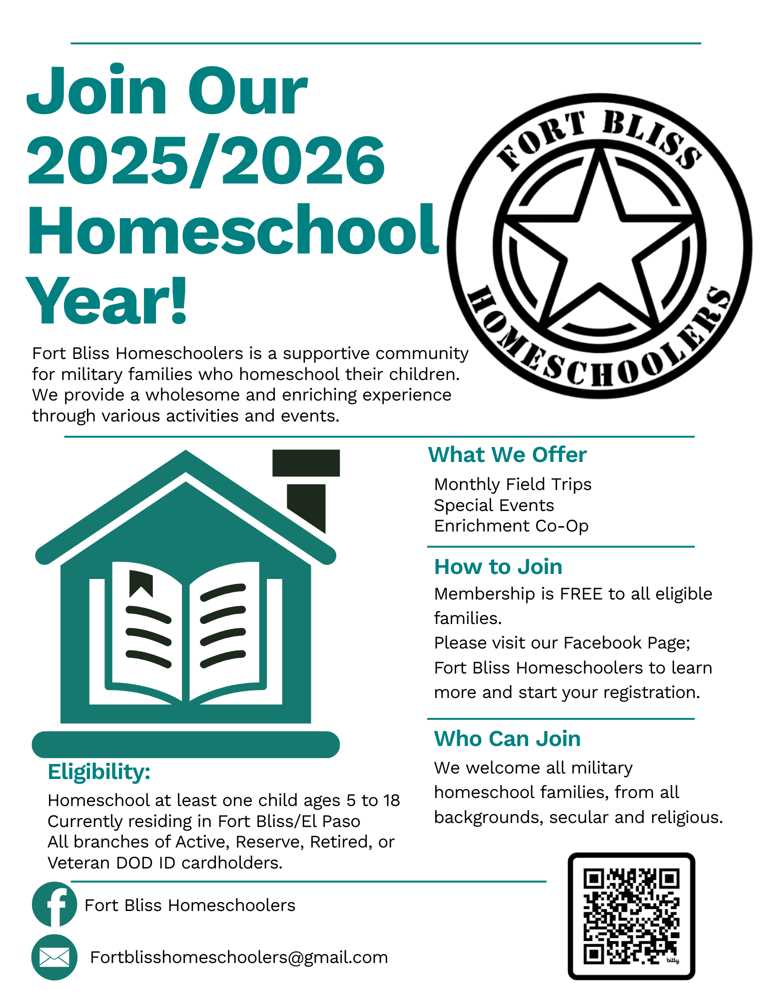 Join Our
2025/2026
Homeschool
Year!
FORT BLISS
HOMESCHOOLERS
Fort Bliss Homeschoolers is a supportive community
for military families who homeschool their children.
We provide a wholesome and enriching experience
through various activities and events.
What We Offer
Monthly Field Trips
Special Events
Enrichment Co-Op
How to Join
Membership is FREE to all eligible
families.
Please visit our Facebook Page;
Fort Bliss Homeschoolers to learn
more and start your registration.
Who Can Join
We welcome all military
homeschool families, from all
backgrounds, secular and religious.
Eligibility:
Homeschool at least one child ages 5 to 18
Currently residing in Fort Bliss/El Paso
All branches of Active, Reserve, Retired, or
Veteran DOD ID cardholders.
f
Fort Bliss Homeschoolers
Fortblisshomeschoolers@gmail.com
bitly